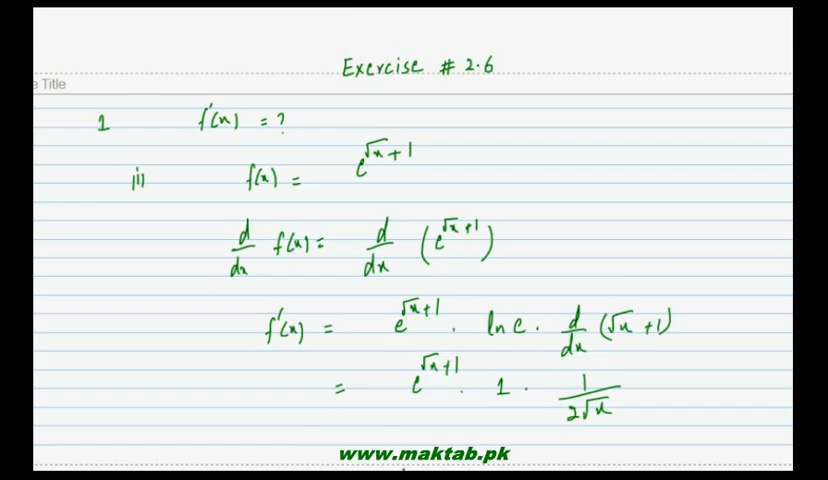 Exercise # 2.6
e Title
1 f'(x) = ?
(i) f(x) = e^(√x+1)
d/dx f(x) = d/dx (e^(√x+1))
f'(x) = e^(√x+1) . ln e . d/dx (√x +1)
= e^(√x+1) . 1 . 1/(2√x)
www.maktab.pk